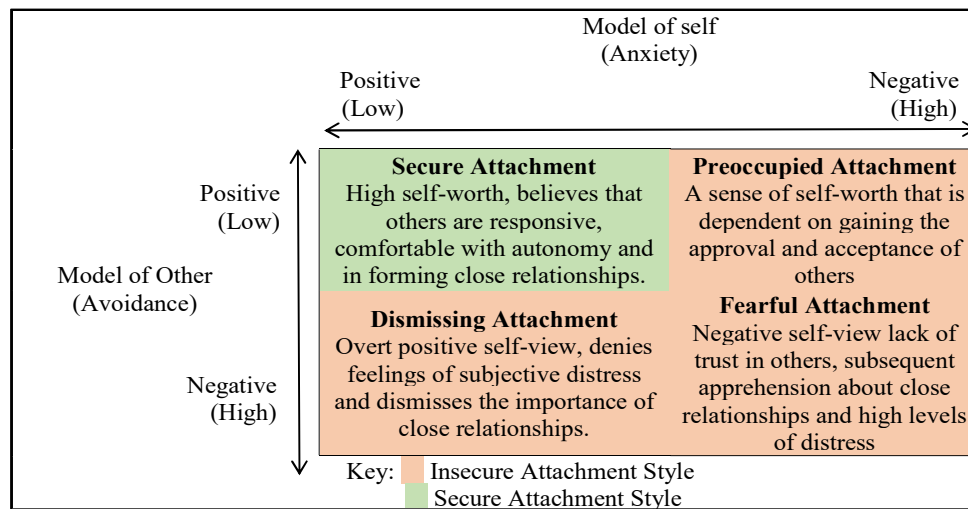 Model of self
(Anxiety)
Positive
(Low)
Negative
(High)
Positive
(Low)
Model of Other
(Avoidance)
Negative
(High)
Secure Attachment
High self-worth, believes that
others are responsive,
comfortable with autonomy and
in forming close relationships.
Preoccupied Attachment
A sense of self-worth that is
dependent on gaining the
approval and acceptance of
others
Dismissing Attachment
Overt positive self-view, denies
feelings of subjective distress
and dismisses the importance of
close relationships.
Fearful Attachment
Negative self-view lack of
trust in others, subsequent
apprehension about close
relationships and high levels
of distress
Key: Insecure Attachment Style
Secure Attachment Style